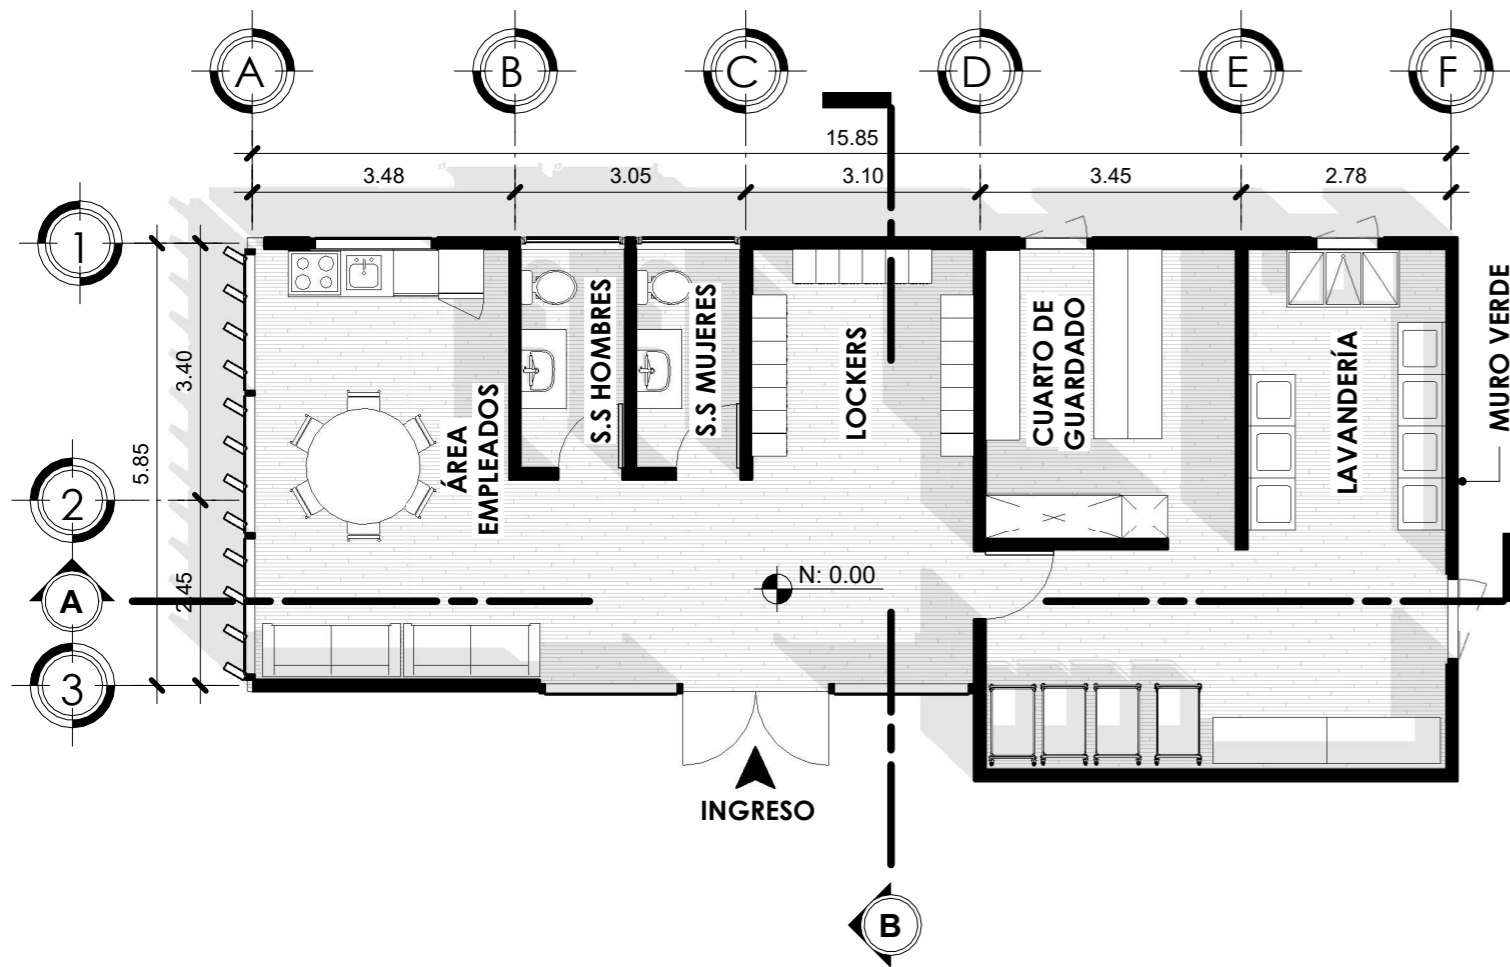 A B C D E F
15.85
3.48 3.05 3.10 3.45 2.78
1
3.40
5.85
2
2.45
A
3
ÁREA
EMPLEADOS
S.S HOMBRES
S.S MUJERES
LOCKERS
CUARTO DE
GUARDADO
LAVANDERÍA
MURO VERDE
N: 0.00
INGRESO
B